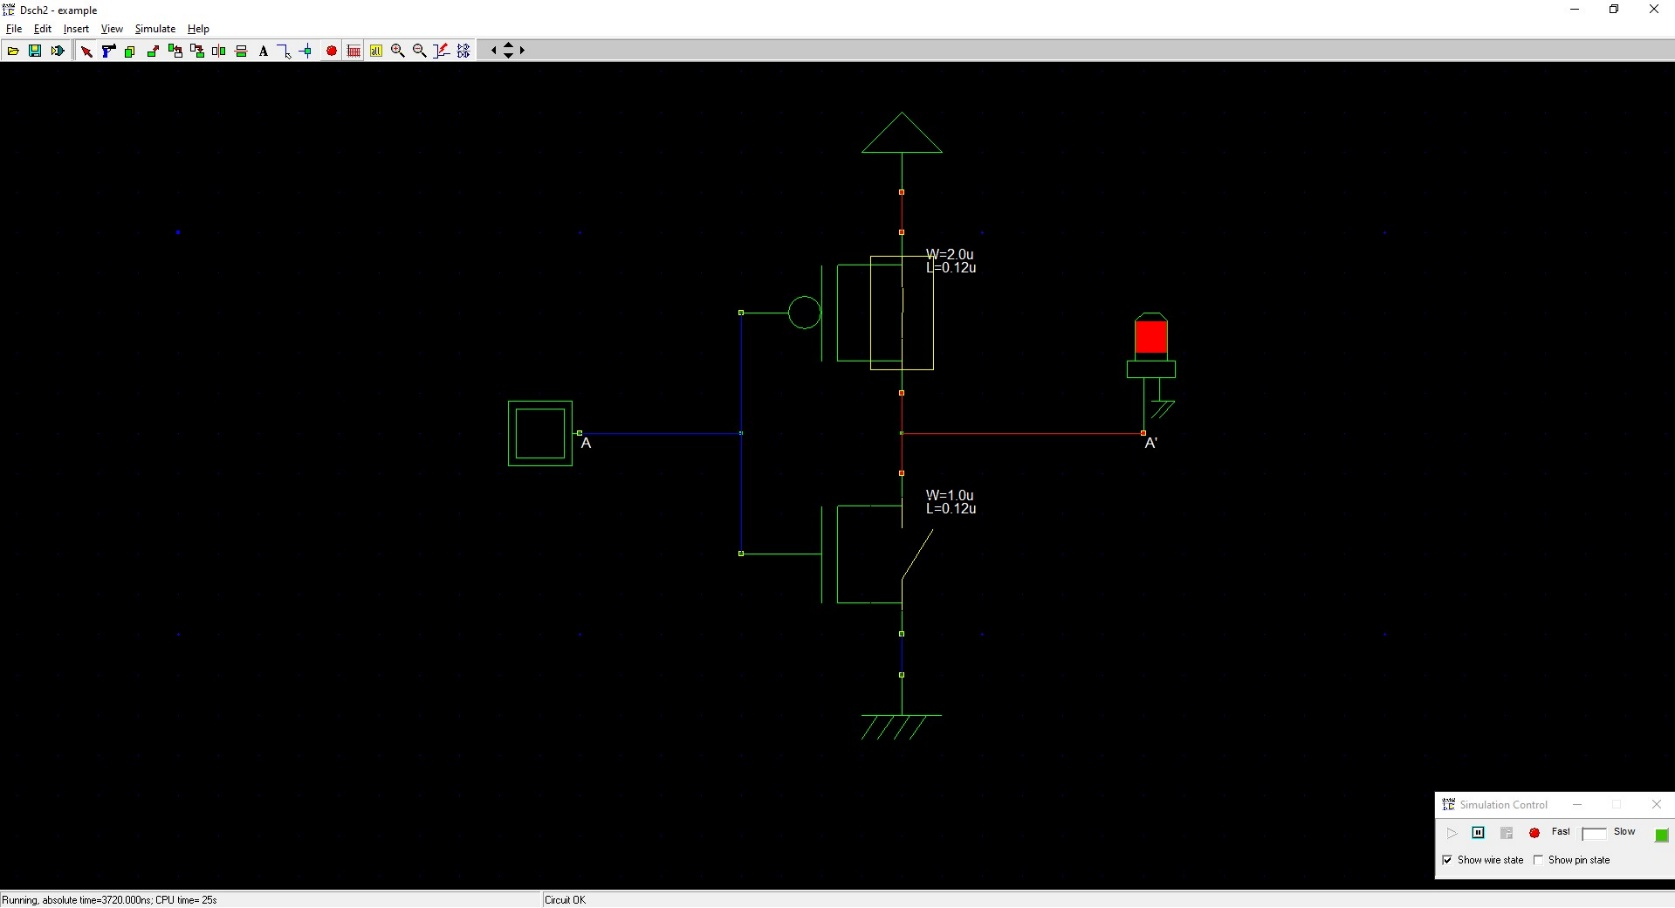 Dsch2 - example
File Edit Insert View Simulate Help
A
W=2.0u
L=0.12u
A
A'
W=1.0u
L=0.12u
Simulation Control
Fast Slow
Show wire state Show pin state
Running, absolute time=3720.000ns; CPU time= 25s Circuit OK